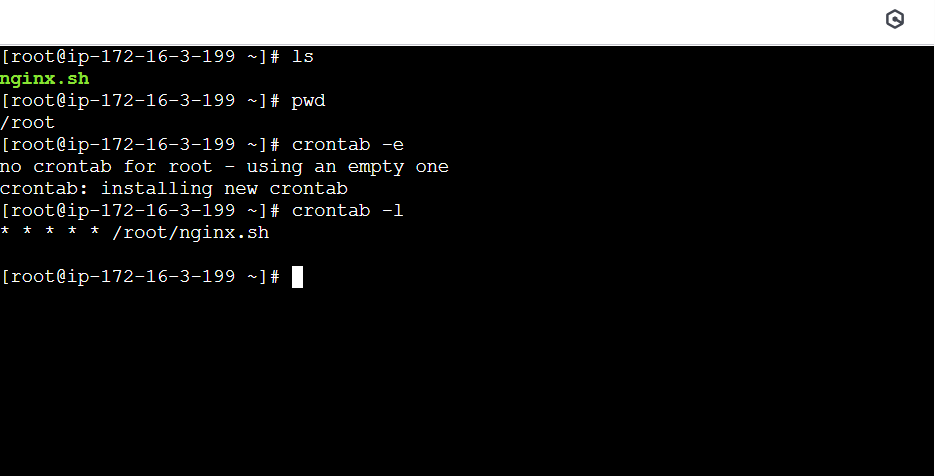 [root@ip-172-16-3-199 ~]# ls
nginx.sh
[root@ip-172-16-3-199 ~]# pwd
/root
[root@ip-172-16-3-199 ~]# crontab -e
no crontab for root - using an empty one
crontab: installing new crontab
[root@ip-172-16-3-199 ~]# crontab -l
* * * * * /root/nginx.sh
[root@ip-172-16-3-199 ~]#